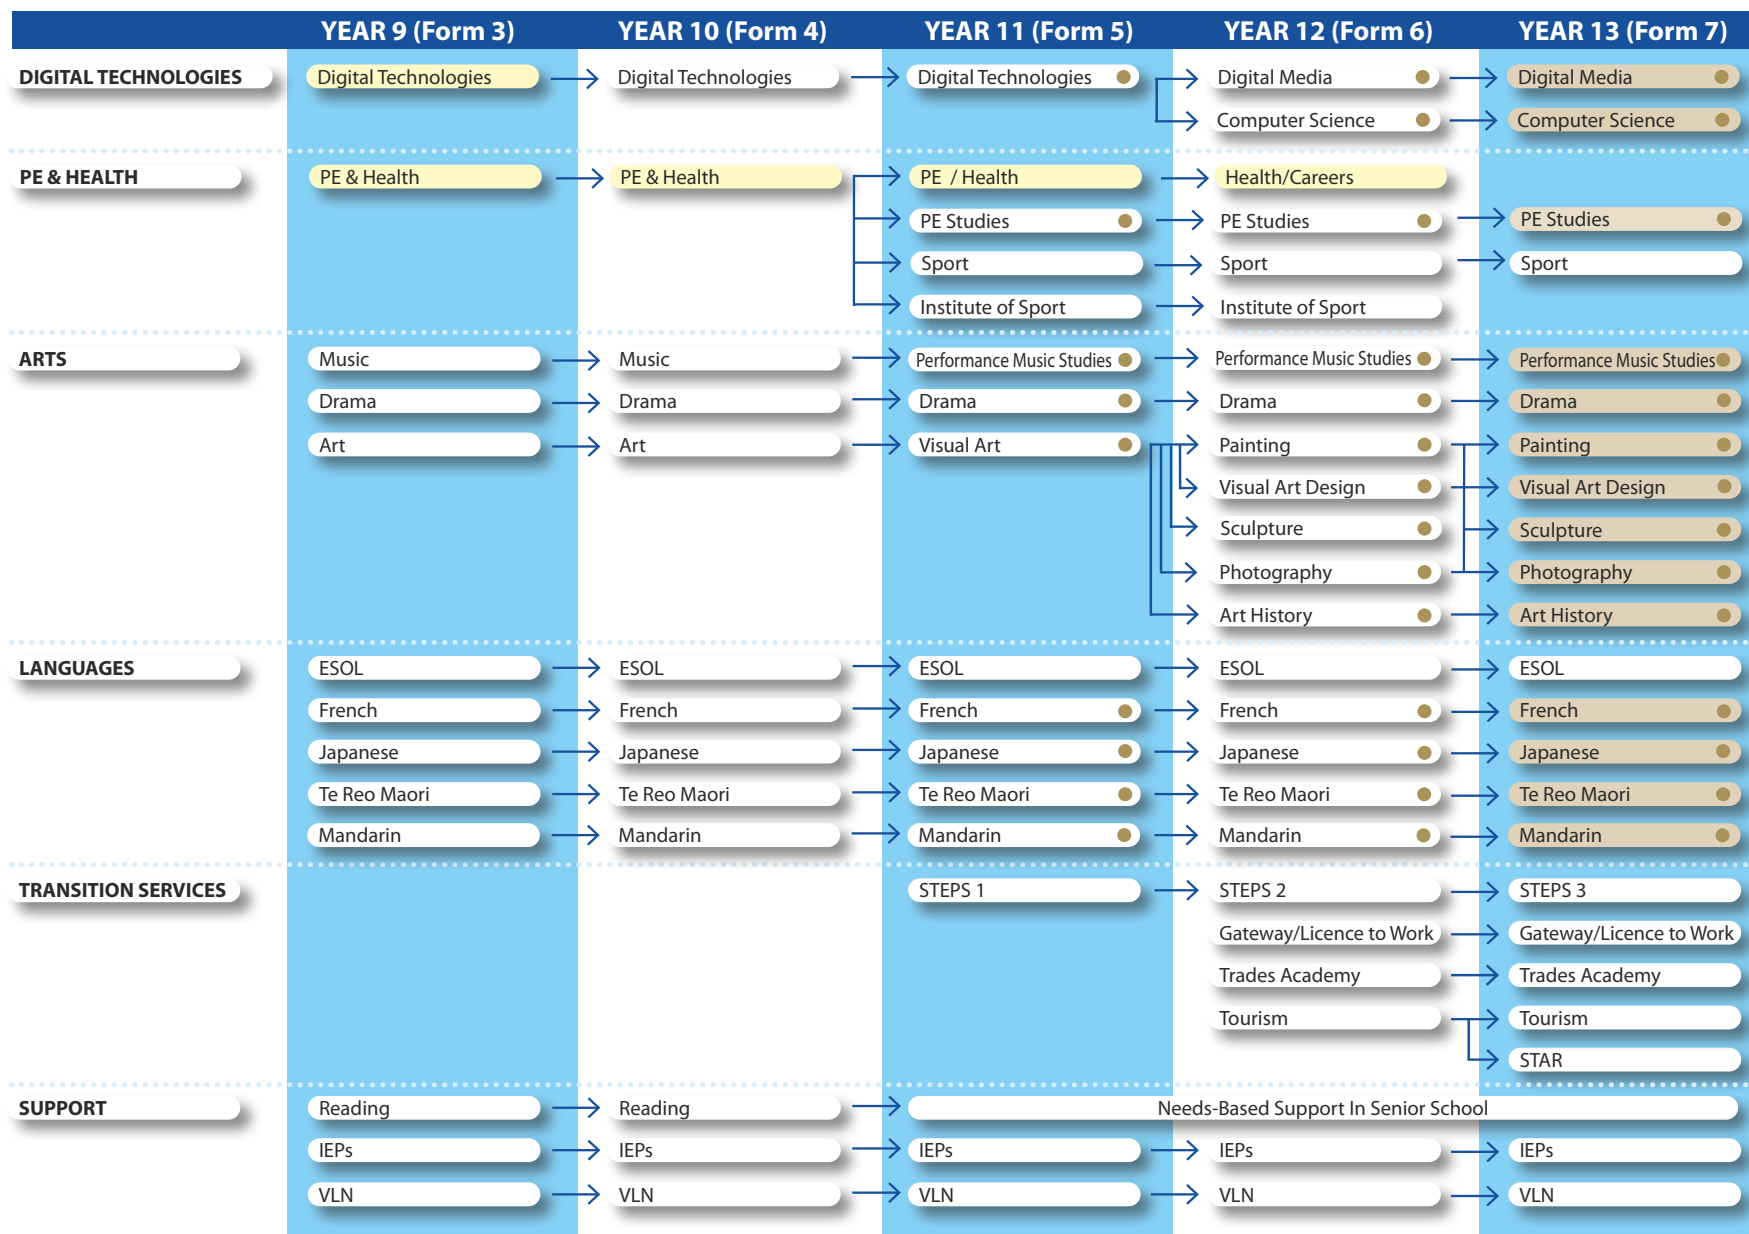 YEAR 9 (Form 3) YEAR 10 (Form 4) YEAR 11 (Form 5) YEAR 12 (Form 6) YEAR 13 (Form 7)
DIGITAL TECHNOLOGIES Digital Technologies Digital Technologies Digital Technologies Digital Media Digital Media
Computer Science Computer Science
PE & HEALTH PE & Health PE & Health PE / Health Health/Careers
PE Studies PE Studies PE Studies
Sport Sport Sport
Institute of Sport Institute of Sport
ARTS Music Music Performance Music Studies Performance Music Studies Performance Music Studies
Drama Drama Drama Drama Drama
Art Art Visual Art Painting Painting
Visual Art Design Visual Art Design
Sculpture Sculpture
Photography Photography
Art History Art History
LANGUAGES ESOL ESOL ESOL ESOL ESOL
French French French French French
Japanese Japanese Japanese Japanese Japanese
Te Reo Maori Te Reo Maori Te Reo Maori Te Reo Maori Te Reo Maori
Mandarin Mandarin Mandarin Mandarin Mandarin
TRANSITION SERVICES STEPS 1 STEPS 2 STEPS 3
Gateway/Licence to Work Gateway/Licence to Work
Trades Academy Trades Academy
Tourism Tourism
STAR
SUPPORT Reading Reading Needs-Based Support In Senior School
IEPs IEPs IEPs IEPs IEPs
VLN VLN VLN VLN VLN